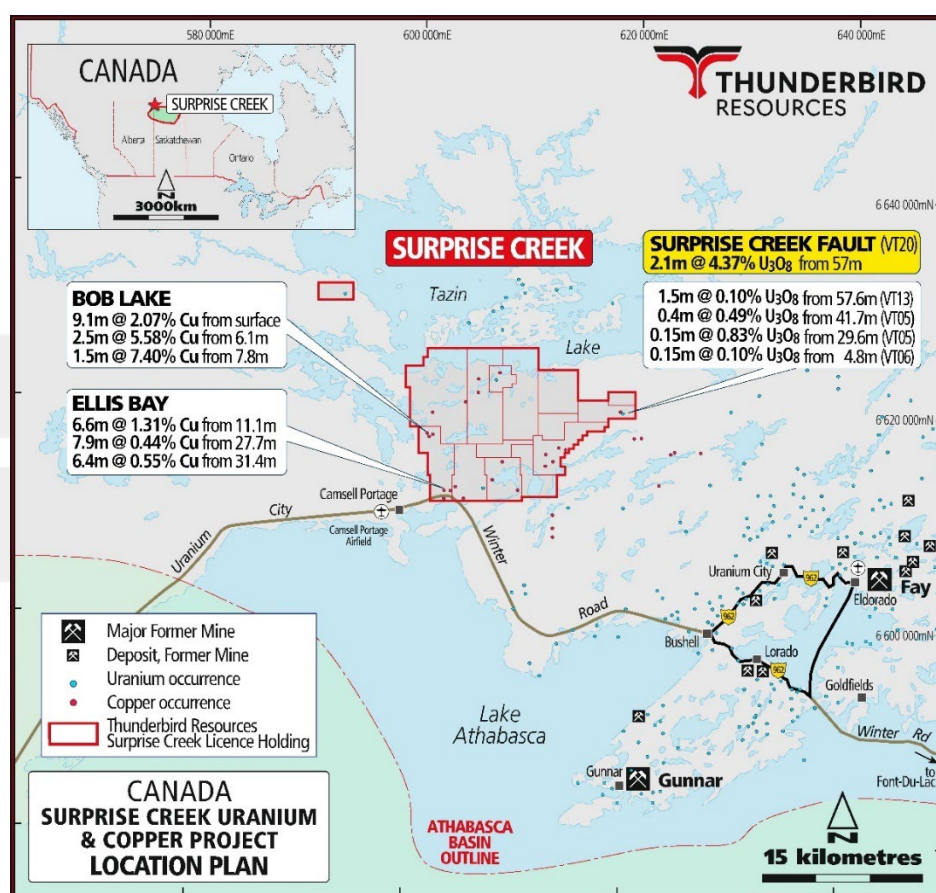 580 000mE
600 000mE
620 000mE
640 000mE
CANADA
SURPRISE CREEK
Saskatchewan
Ontario
N
3000km
THUNDERBIRD
RESOURCES
6 640 000mN
SURPRISE CREEK
SURPRISE CREEK FAULT (VT20)
2.1m @ 4.37% U₃O₈ from 57m
1.5m @ 0.10% U₃O₈ from 57.6m (VT13)
0.4m @ 0.49% U₃O₈ from 41.7m (VT05)
0.15m @ 0.83% U₃O₈ from 29.6m (VT05)
0.15m @ 0.10% U₃O₈ from 4.8m (VT06)
BOB LAKE
9.1m @ 2.07% Cu from surface
2.5m @ 5.58% Cu from 6.1m
1.5m @ 7.40% Cu from 7.8m
Tazin
Lake
ELLIS BAY
6.6m @ 1.31% Cu from 11.1m
7.9m @ 0.44% Cu from 27.7m
6.4m @ 0.55% Cu from 31.4m
6 620 000mN
Camsell Portage
Camsell Portage
Airfield
Uranium
City
Winter
Road
Uranium City
962
962
962
Eldorado
Fay
Bushell
6 600 000mN
Lorado
Goldfields
Winter Rd
to
Font-Du-Lac
Major Former Mine
Deposit, Former Mine
Uranium occurrence
Copper occurrence
Thunderbird Resources
Surprise Creek Licence Holding
Lake
Athabasca
Gunnar
Gunnar
CANADA
SURPRISE CREEK URANIUM
& COPPER PROJECT
LOCATION PLAN
ATHABASCA
BASIN
OUTLINE
N
15 kilometres